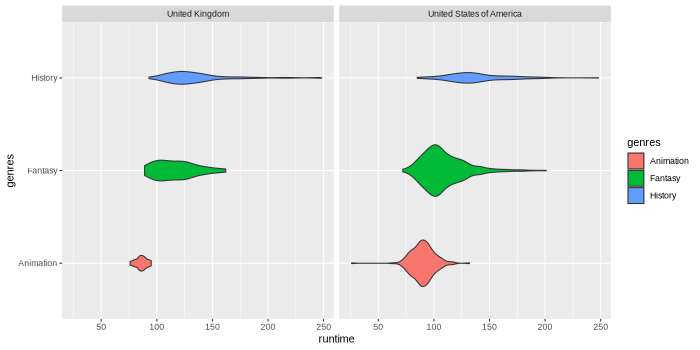 United Kingdom
United States of America
genres
History
Fantasy
Animation
50
100
150
200
250
50
100
150
200
250
runtime
genres
Animation
Fantasy
History